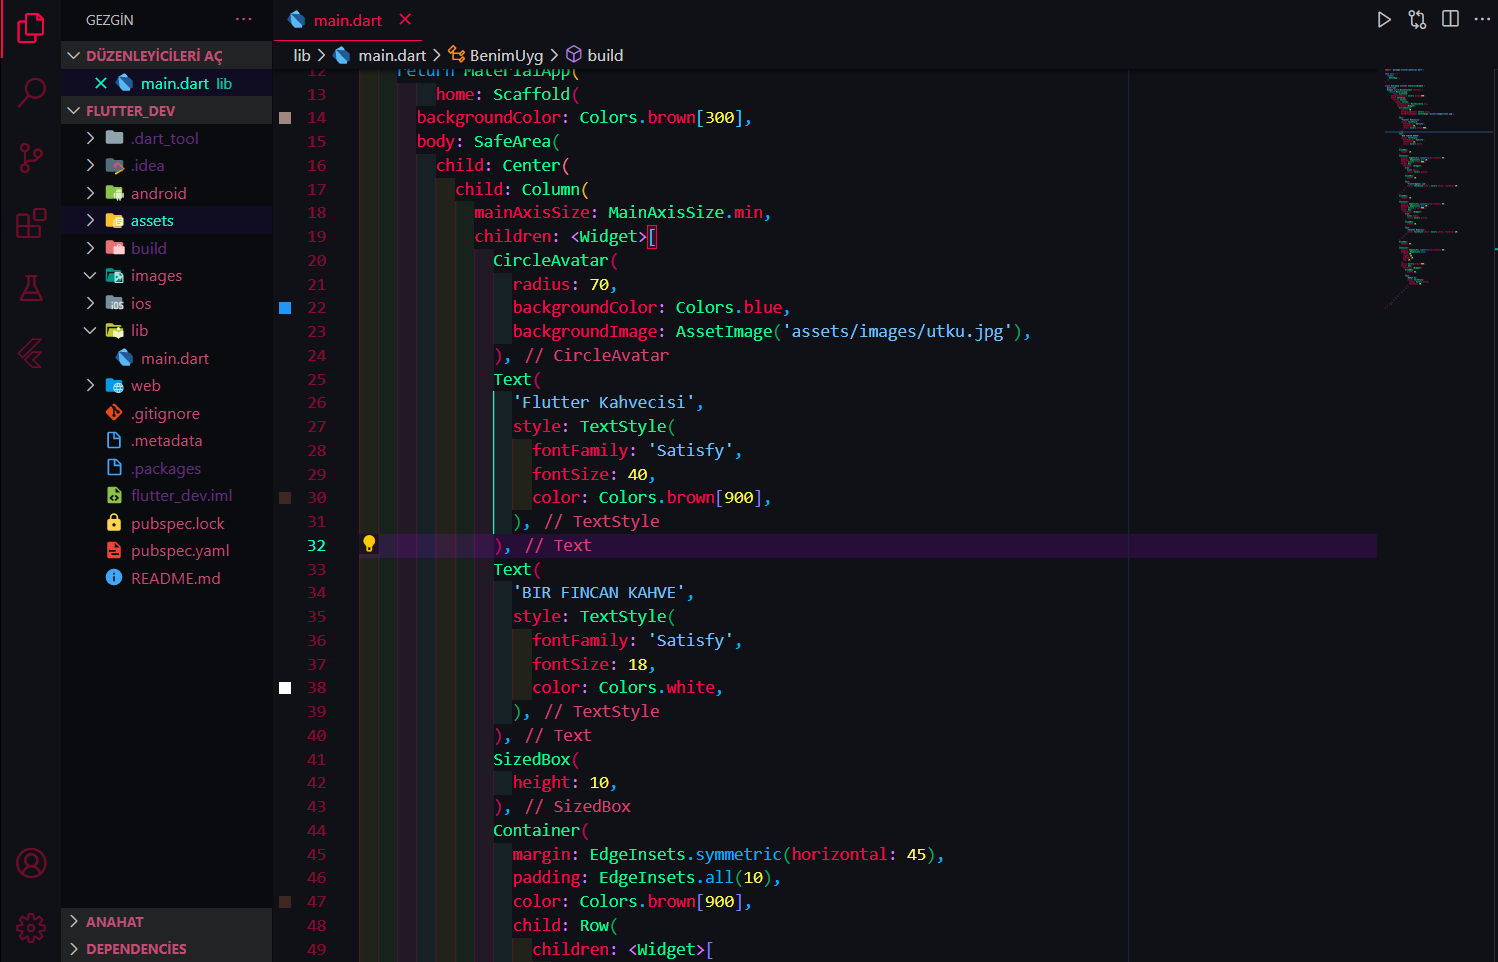 GEZGİN
DÜZENLEYİCİLERİ AÇ
main.dart lib
FLUTTER_DEV
.dart_tool
.idea
android
assets
build
images
ios
lib
main.dart
web
.gitignore
.metadata
.packages
flutter_dev.iml
pubspec.lock
pubspec.yaml
README.md
ANAHAT
DEPENDENCIES
main.dart
lib > main.dart > BenimUyg > build
12 return MaterialApp(
13 home: Scaffold(
14 backgroundColor: Colors.brown[300],
15 body: SafeArea(
16 child: Center(
17 child: Column(
18 mainAxisSize: MainAxisSize.min,
19 children: <Widget>[
20 CircleAvatar(
21 radius: 70,
22 backgroundColor: Colors.blue,
23 backgroundImage: AssetImage('assets/images/utku.jpg'),
24 ), // CircleAvatar
25 Text(
26 'Flutter Kahvecisi',
27 style: TextStyle(
28 fontFamily: 'Satisfy',
29 fontSize: 40,
30 color: Colors.brown[900],
31 ), // TextStyle
32 ), // Text
33 Text(
34 'BIR FINCAN KAHVE',
35 style: TextStyle(
36 fontFamily: 'Satisfy',
37 fontSize: 18,
38 color: Colors.white,
39 ), // TextStyle
40 ), // Text
41 SizedBox(
42 height: 10,
43 ), // SizedBox
44 Container(
45 margin: EdgeInsets.symmetric(horizontal: 45),
46 padding: EdgeInsets.all(10),
47 color: Colors.brown[900],
48 child: Row(
49 children: <Widget>[